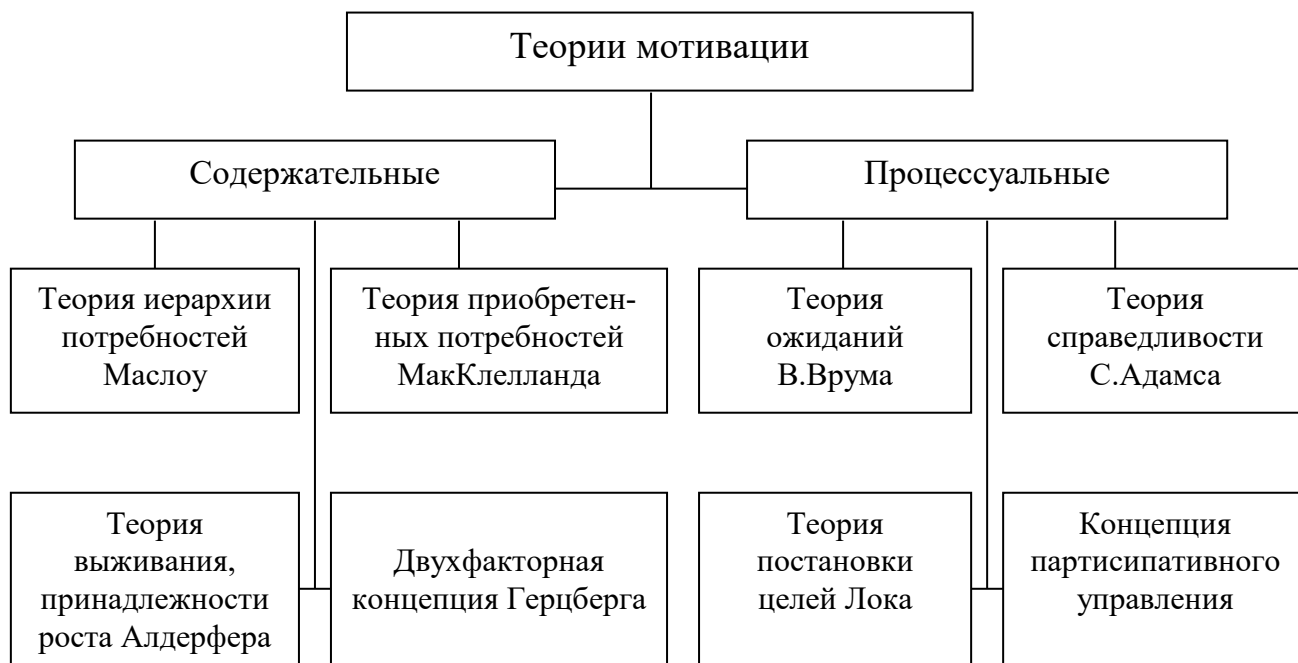 Теории мотивации
Содержательные
Процессуальные
Теория иерархии
потребностей
Маслоу
Теория приобретен-
ных потребностей
МакКлелланда
Теория
ожиданий
В.Врума
Теория
справедливости
С.Адамса
Теория
выживания,
принадлежности
роста Алдерфера
Двухфакторная
концепция Герцберга
Теория
постановки
целей Лока
Концепция
партисипативного
управления